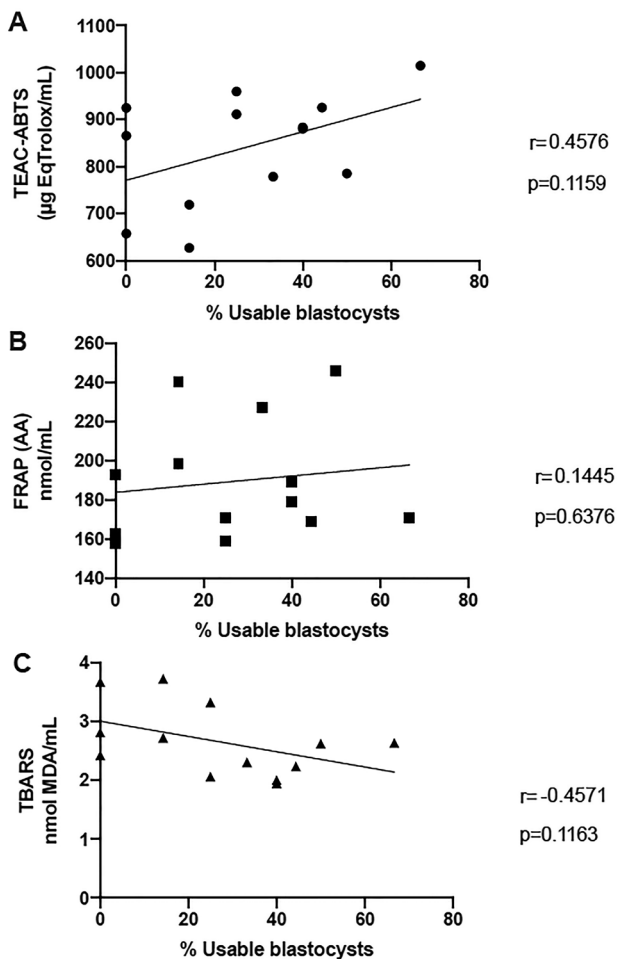 A
TEAC-ABTS
(µg EqTrolox/mL)
1100
1000
900
800
700
600
0 20 40 60 80
% Usable blastocysts
r=0.4576
p=0.1159
B
FRAP (AA)
nmol/mL
260
240
220
200
180
160
140
0 20 40 60 80
% Usable blastocysts
r=0.1445
p=0.6376
C
TBARS
nmol MDA/mL
4
3
2
1
0
0 20 40 60 80
% Usable blastocysts
r= -0.4571
p=0.1163